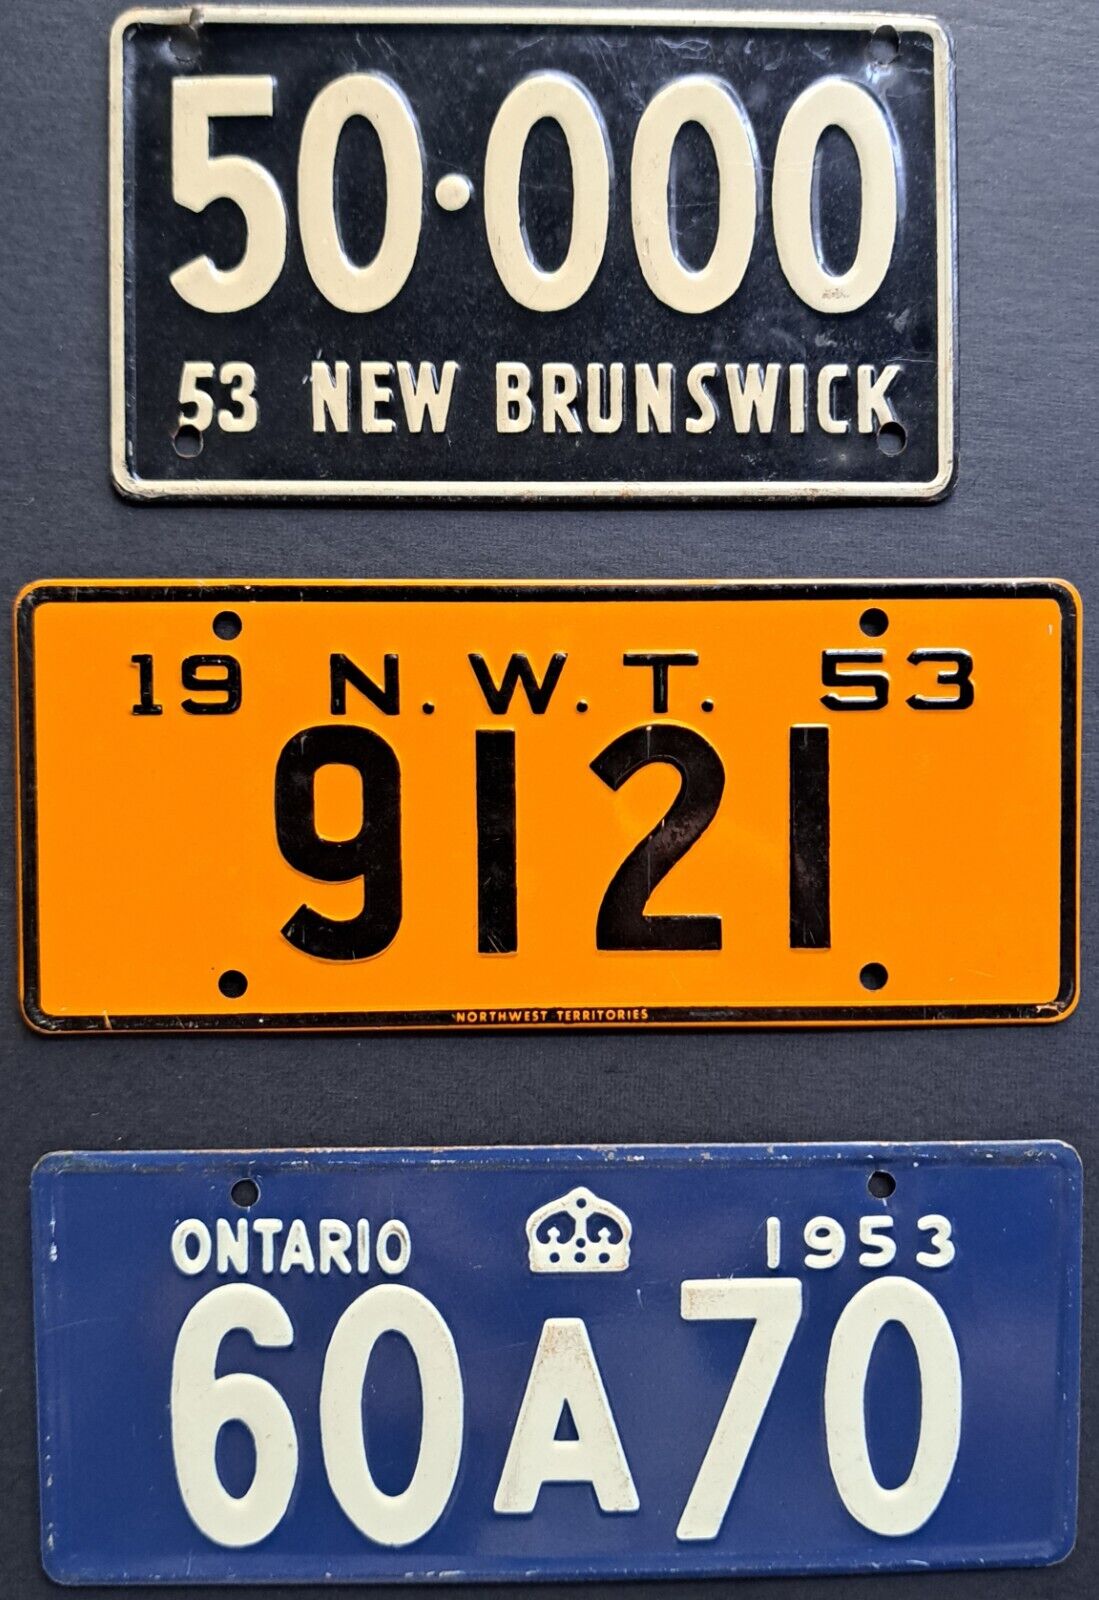 50·000
53 NEW BRUNSWICK
19 N.W.T. 53
9121
NORTHWEST TERRITORIES
ONTARIO 1953
60A70